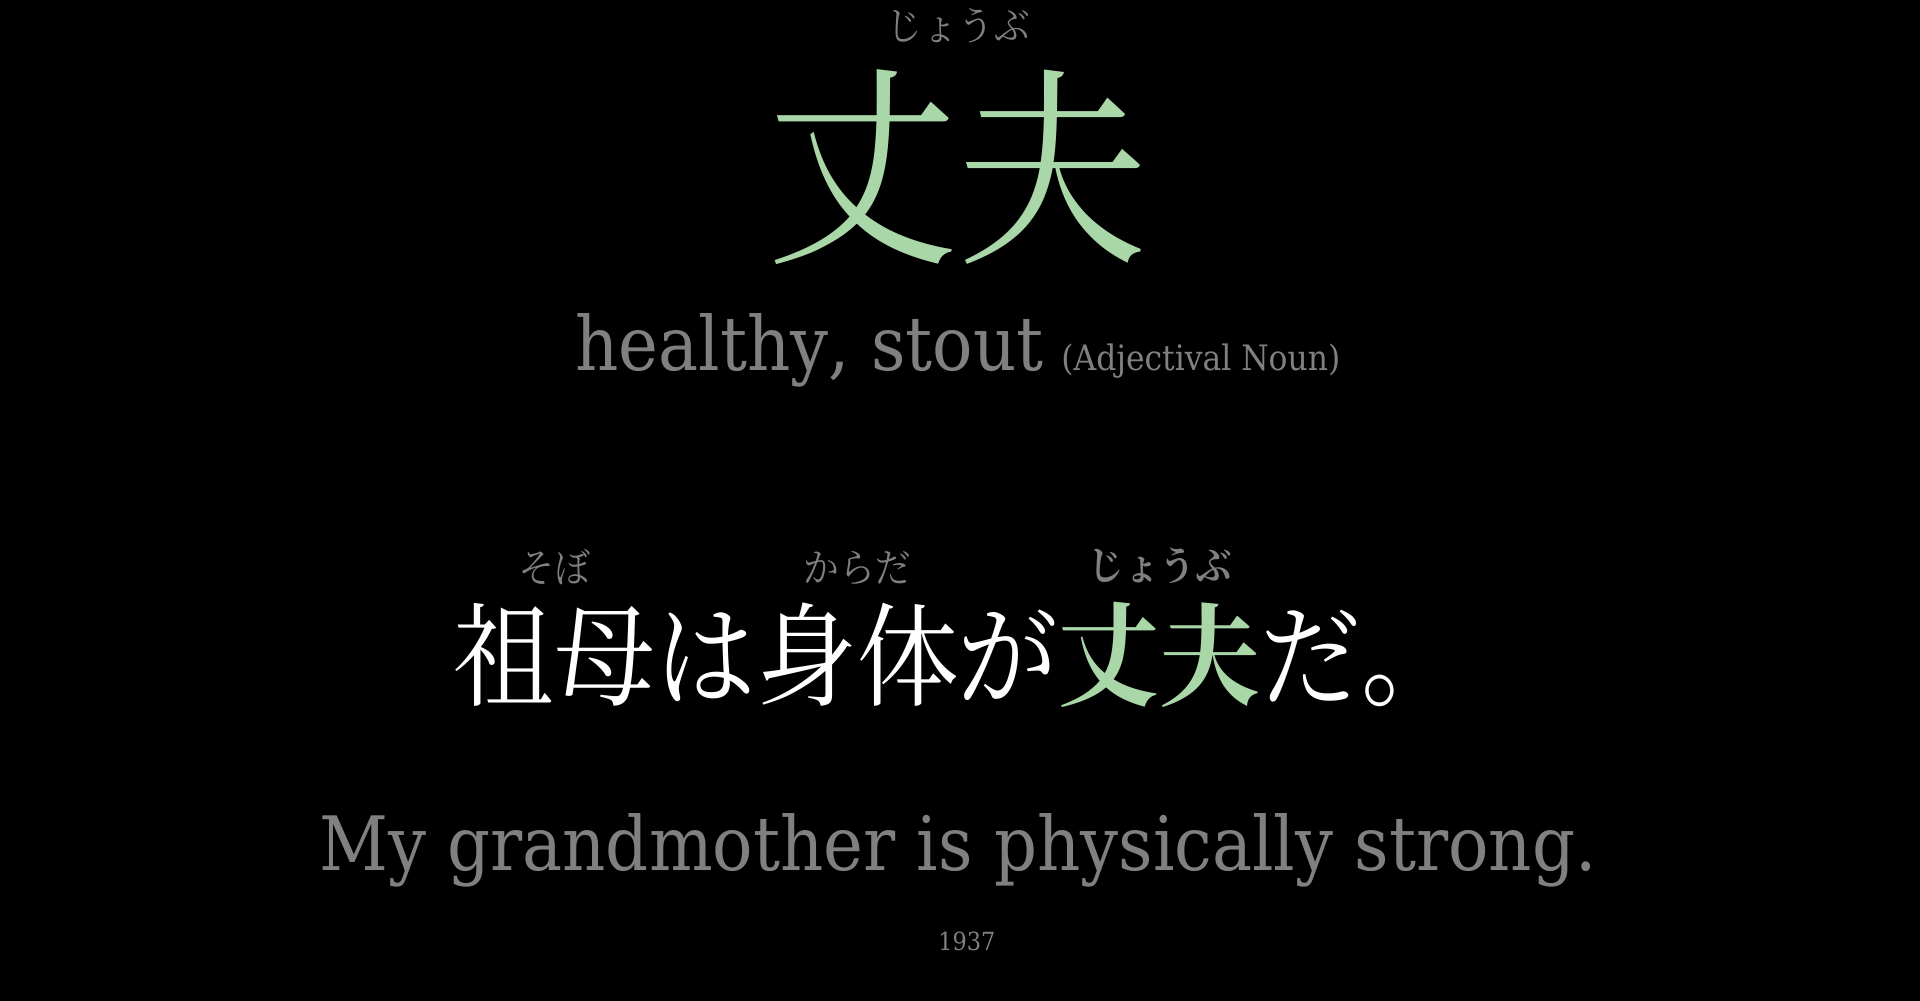 じょうぶ
丈夫
healthy, stout (Adjectival Noun)
そぼ からだ じょうぶ
祖母は身体が丈夫だ。
My grandmother is physically strong.
1937